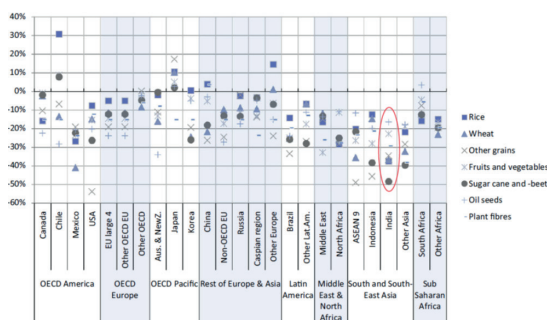 40%
30%
20%
10%
0%
-10%
-20%
-30%
-40%
-50%
-60%
Canada
Chile
Mexico
USA
EU large 4
Other OECD EU
Other OECD
Aus. & NewZ.
Japan
Korea
China
Non-OECD EU
Russia
Caspian region
Other Europe
Brazil
Other Lat.Am.
Middle East
North Africa
ASEAN 9
Indonesia
India
Other Asia
South Africa
Other Africa
OECD America
OECD
Europe
OECD Pacific
Rest of Europe & Asia
Latin
America
Middle
East &
North
Africa
South and South-
East Asia
Sub
Saharan
Africa
Rice
Wheat
Other grains
Fruits and vegetables
Sugar cane and -beet
Oil seeds
Plant fibres